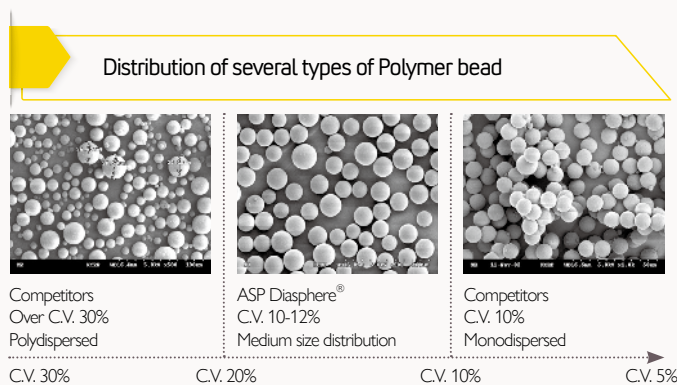 Distribution of several types of Polymer bead
Competitors
Over C.V. 30%
Polydispersed
ASP Diasphere®
C.V. 10-12%
Medium size distribution
Competitors
C.V. 10%
Monodispersed
C.V. 30%
C.V. 20%
C.V. 10%
C.V. 5%